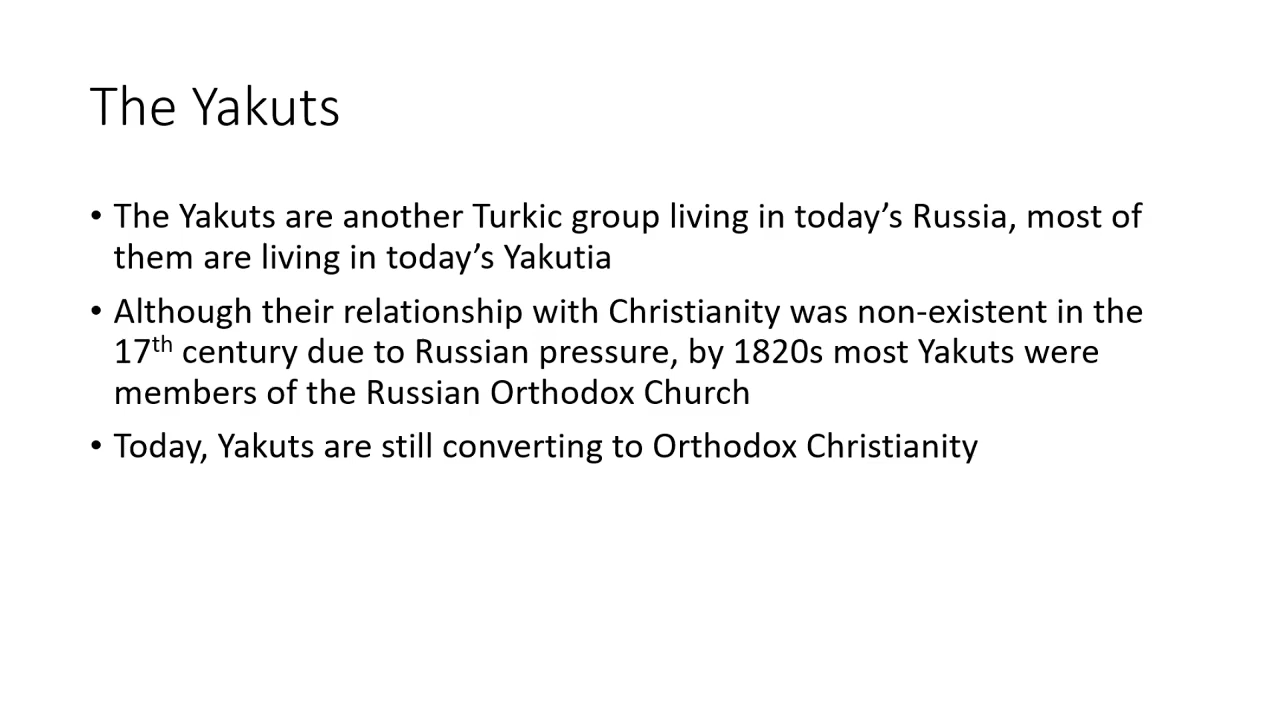 The Yakuts
• The Yakuts are another Turkic group living in today’s Russia, most of
them are living in today’s Yakutia
• Although their relationship with Christianity was non-existent in the
17th century due to Russian pressure, by 1820s most Yakuts were
members of the Russian Orthodox Church
• Today, Yakuts are still converting to Orthodox Christianity